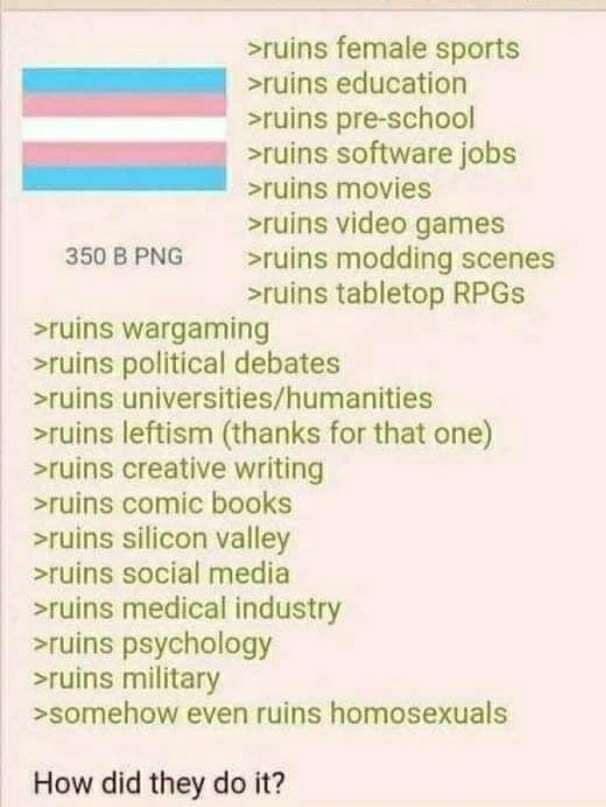 >ruins female sports
>ruins education
>ruins pre-school
>ruins software jobs
>ruins movies
>ruins video games
350 B PNG
>ruins modding scenes
>ruins tabletop RPGs
>ruins wargaming
>ruins political debates
>ruins universities/humanities
>ruins leftism (thanks for that one)
>ruins creative writing
>ruins comic books
>ruins silicon valley
>ruins social media
>ruins medical industry
>ruins psychology
>ruins military
>somehow even ruins homosexuals
How did they do it?